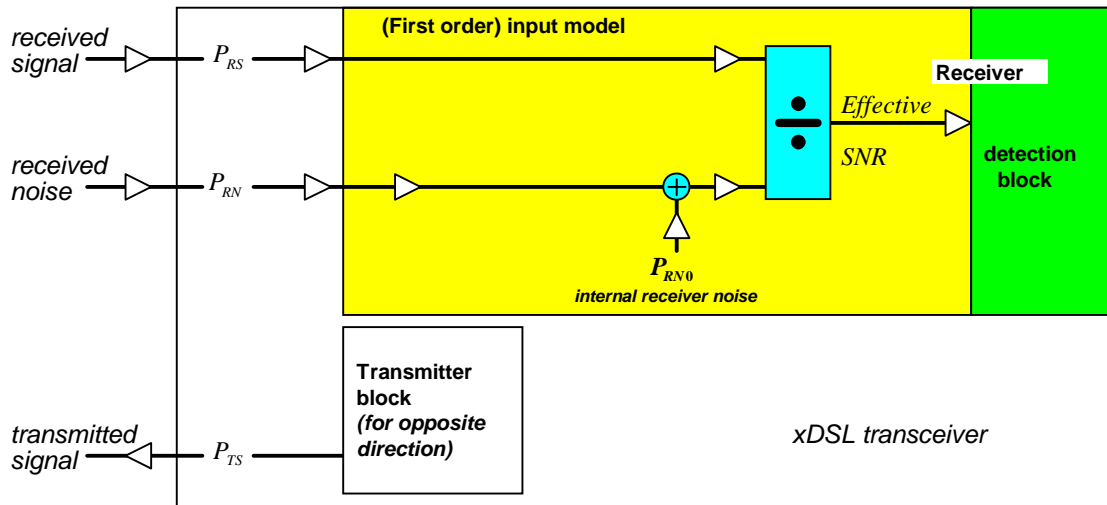 (First order) input model
received
signal
P_RS
Receiver
Effective
SNR
detection
block
received
noise
P_RN
+
P_RN0
internal receiver noise
Transmitter
block
(for opposite
direction)
transmitted
signal
P_TS
xDSL transceiver